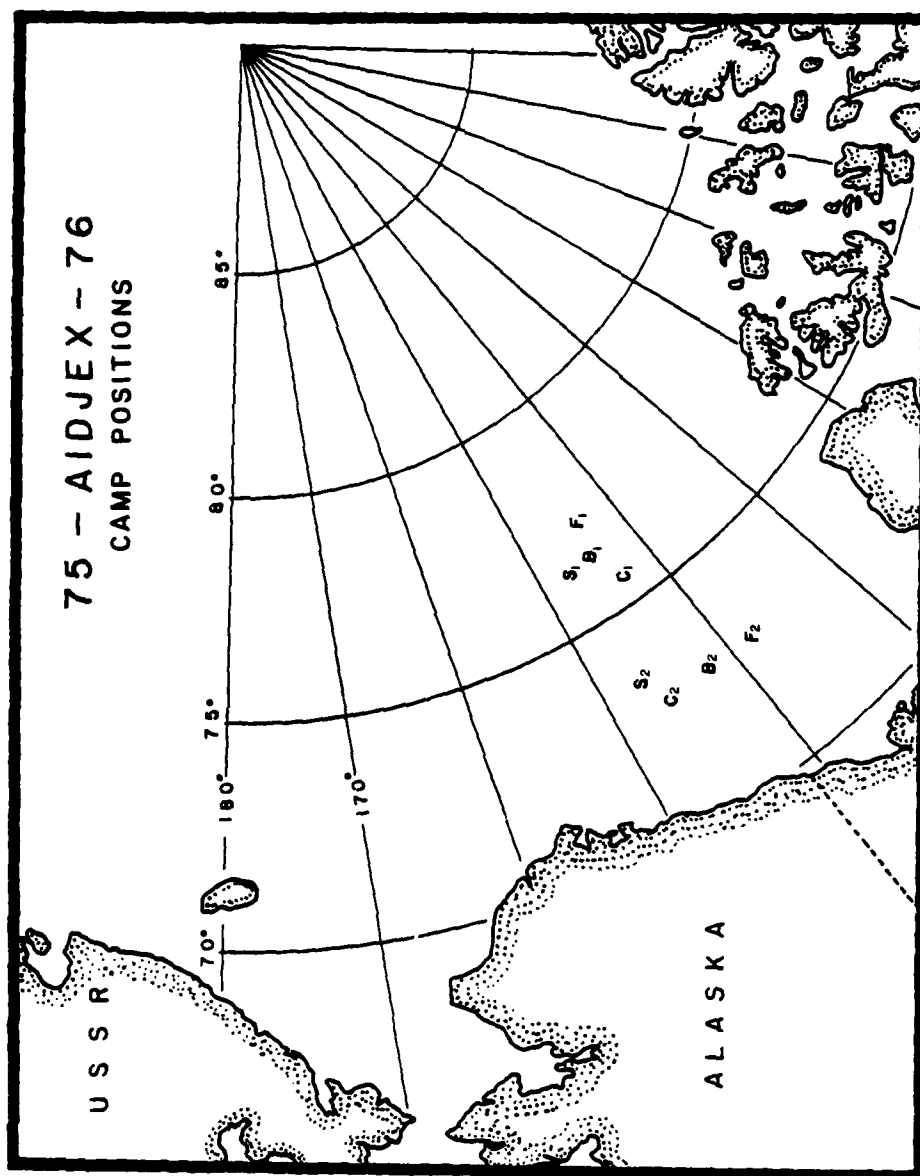 75 – AIDJEX – 76
CAMP POSITIONS
85°
80°
75°
180°
170°
70°
F₁
S₁ B₁
C₁
S₂
C₂
B₂
F₂
USSR.
ALASKA